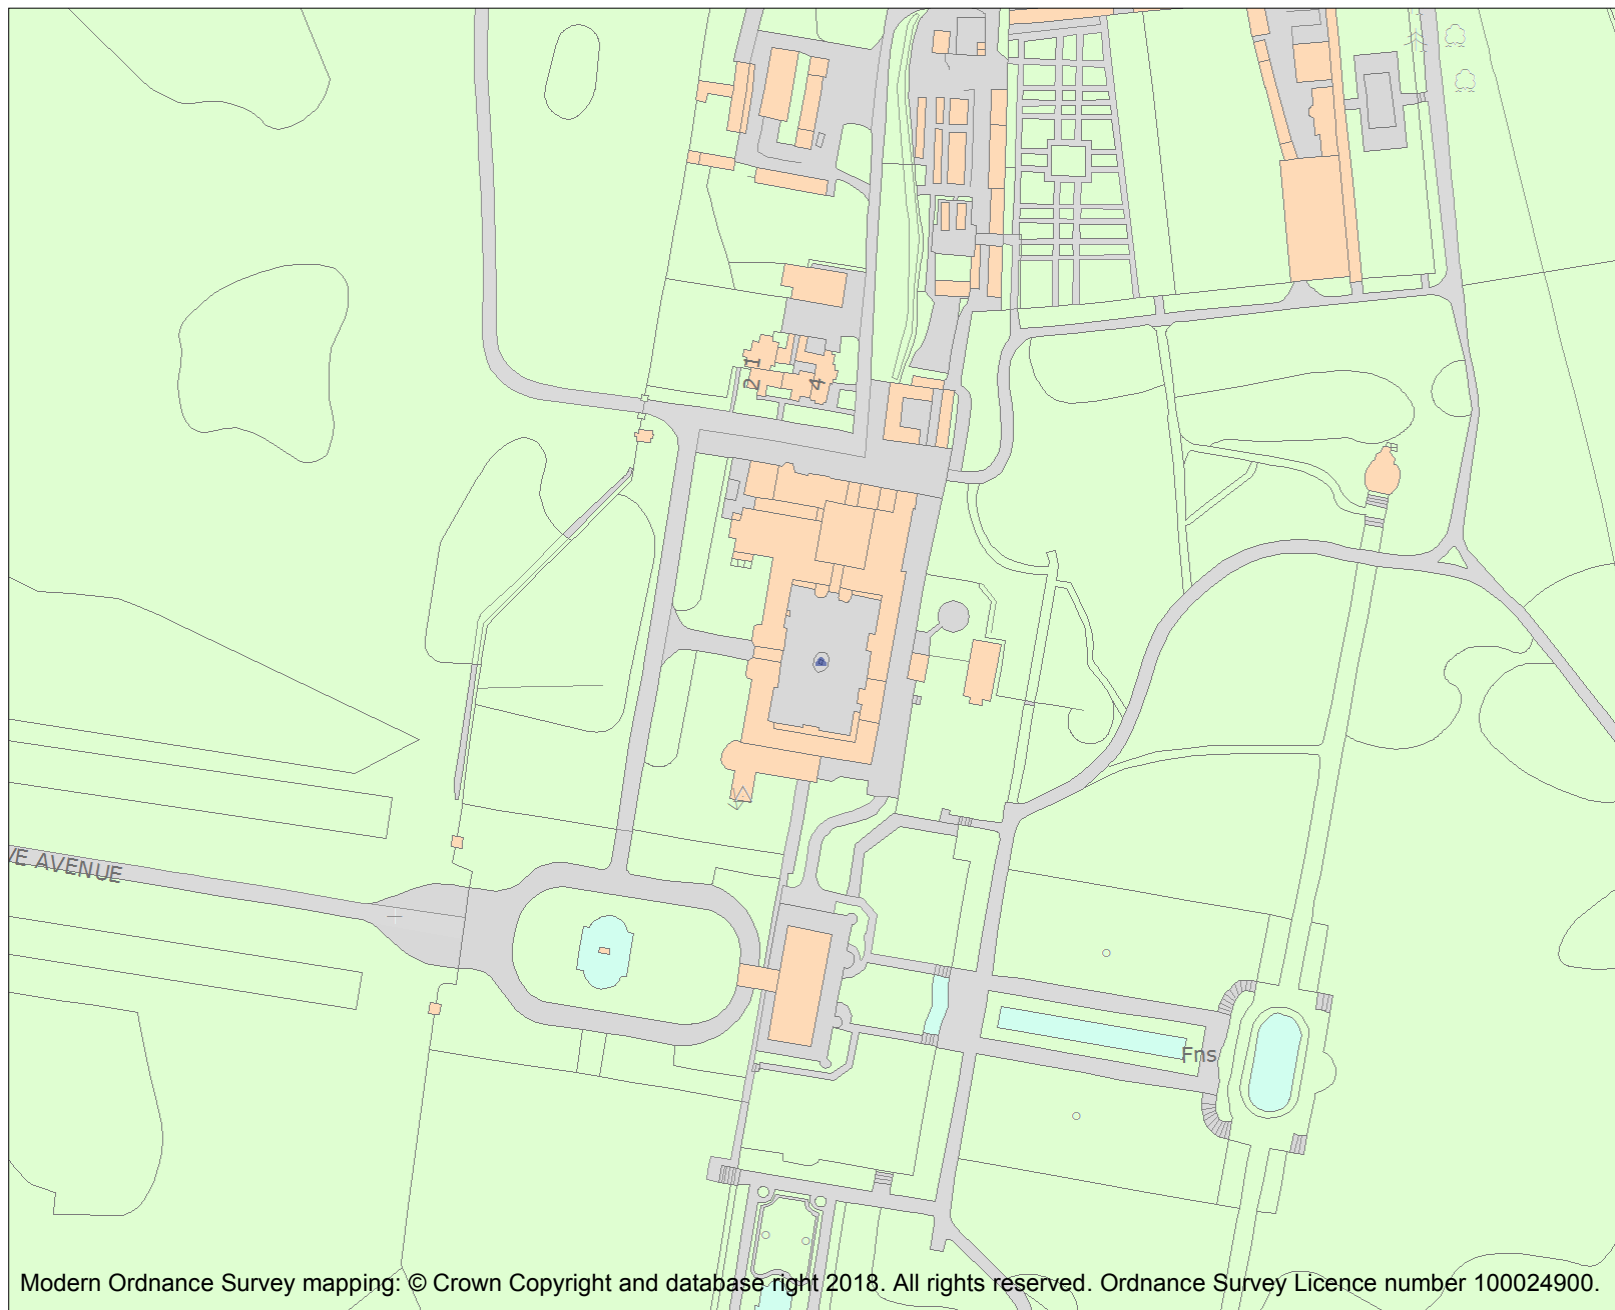 1
2
4
VE AVENUE
Fns
Modern Ordnance Survey mapping: © Crown Copyright and database right 2018. All rights reserved. Ordnance Survey Licence number 100024900.